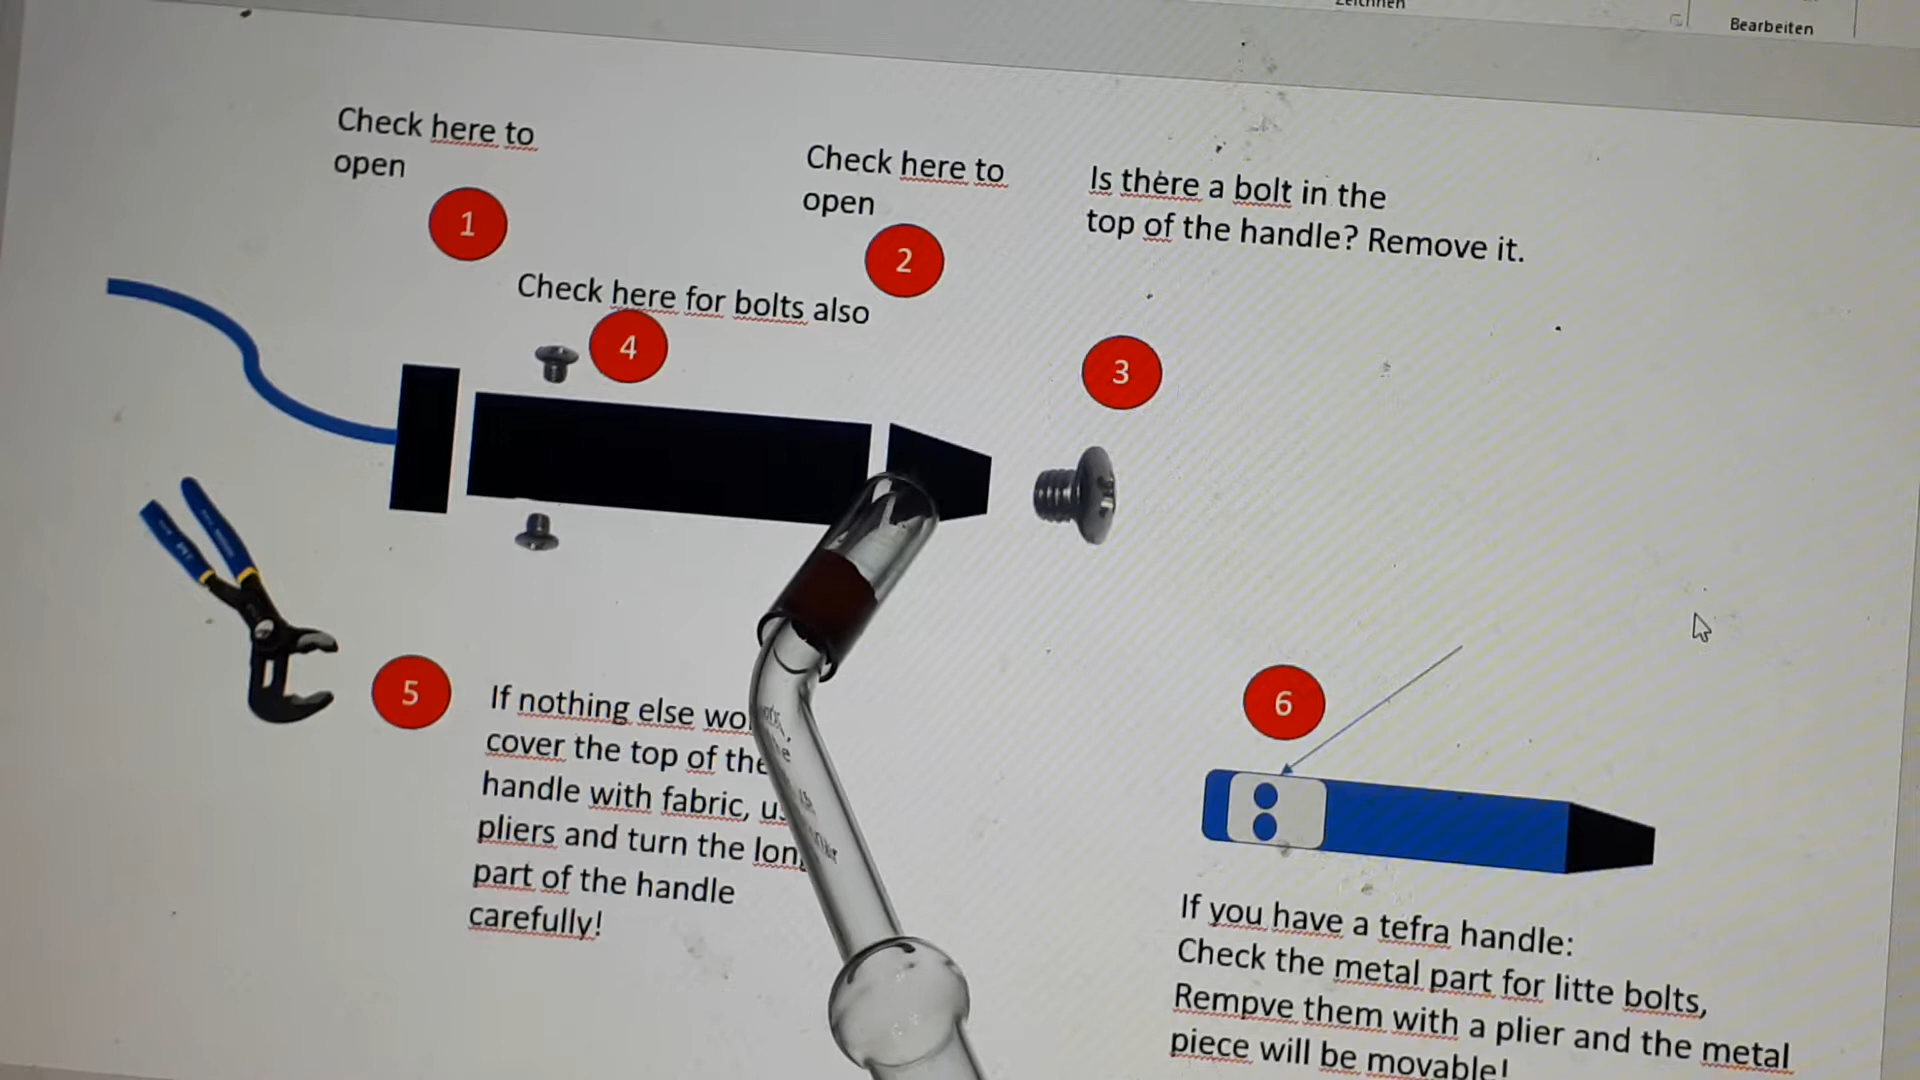 Zeichnen
Bearbeiten
Check here to
open
1
Check here to
open
2
Is there a bolt in the
top of the handle? Remove it.
Check here for bolts also
4
3
5
If nothing else
cover the top of the
handle with fabric,
pliers and turn the long
part of the handle
carefully!
6
If you have a tefra handle:
Check the metal part for litte bolts,
Rempve them with a plier and the metal
piece will be movable!